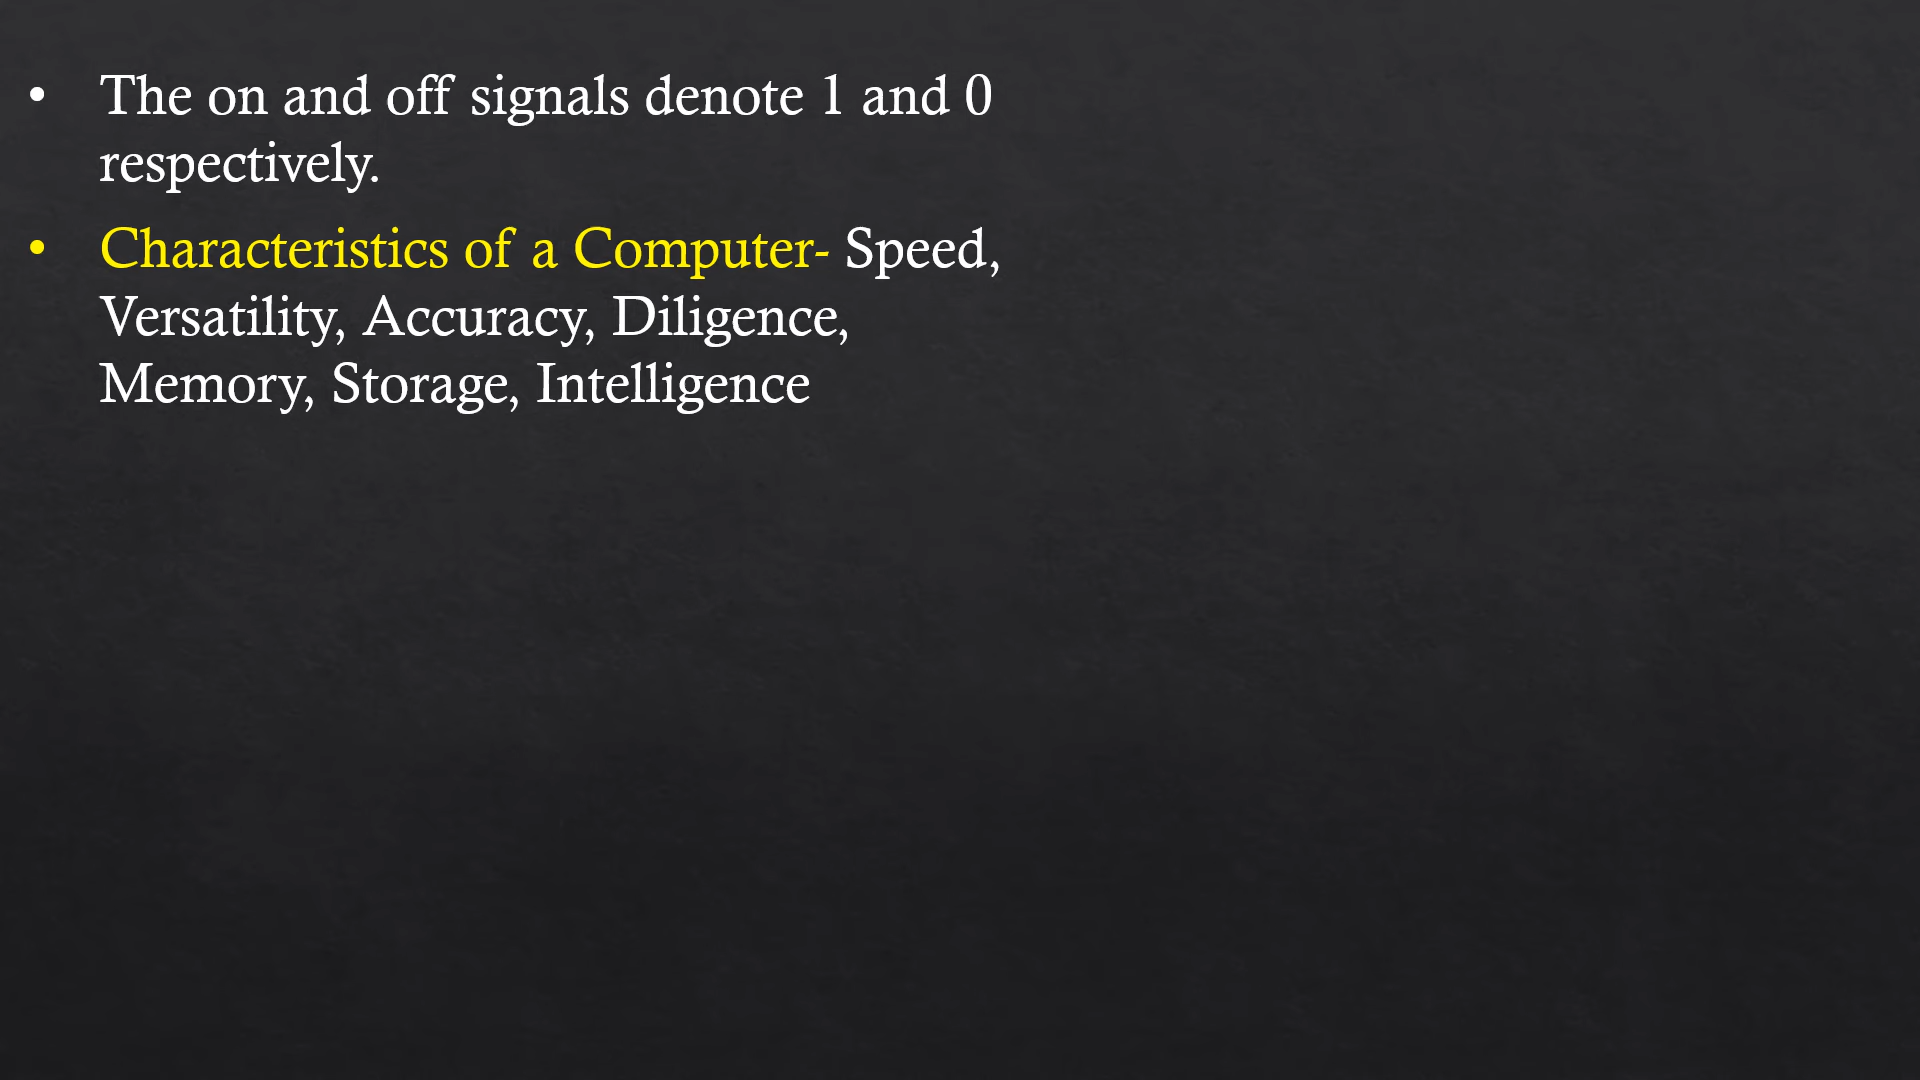 • The on and off signals denote 1 and 0
respectively.
• Characteristics of a Computer- Speed,
Versatility, Accuracy, Diligence,
Memory, Storage, Intelligence